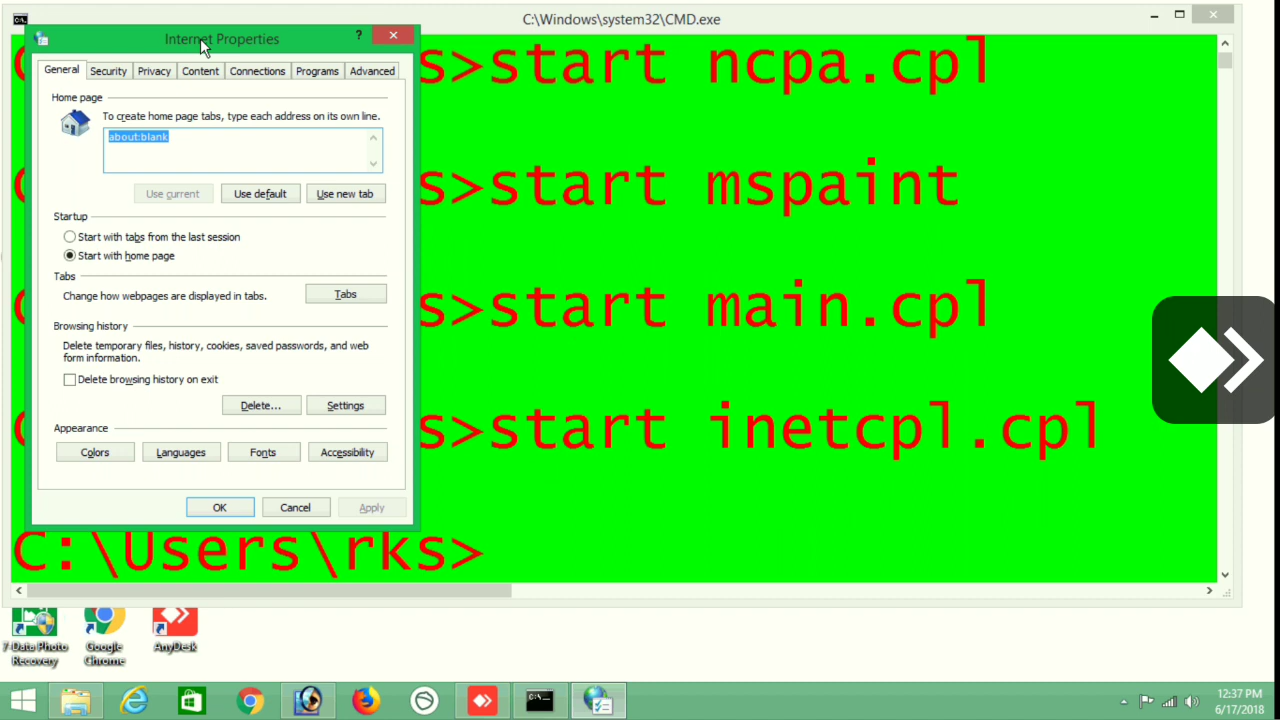 C:\Windows\system32\CMD.exe
s>start ncpa.cpl
s>start mspaint
s>start main.cpl
s>start inetcpl.cpl
C:\Users\rks>
Internet Properties
?
General
Security
Privacy
Content
Connections
Programs
Advanced
Home page
To create home page tabs, type each address on its own line.
about:blank
Use current
Use default
Use new tab
Startup
Start with tabs from the last session
Start with home page
Tabs
Change how webpages are displayed in tabs.
Tabs
Browsing history
Delete temporary files, history, cookies, saved passwords, and web
form information.
Delete browsing history on exit
Delete...
Settings
Appearance
Colors
Languages
Fonts
Accessibility
OK
Cancel
Apply
7-Data Photo
Recovery
Google
Chrome
AnyDesk
12:37 PM
6/17/2018